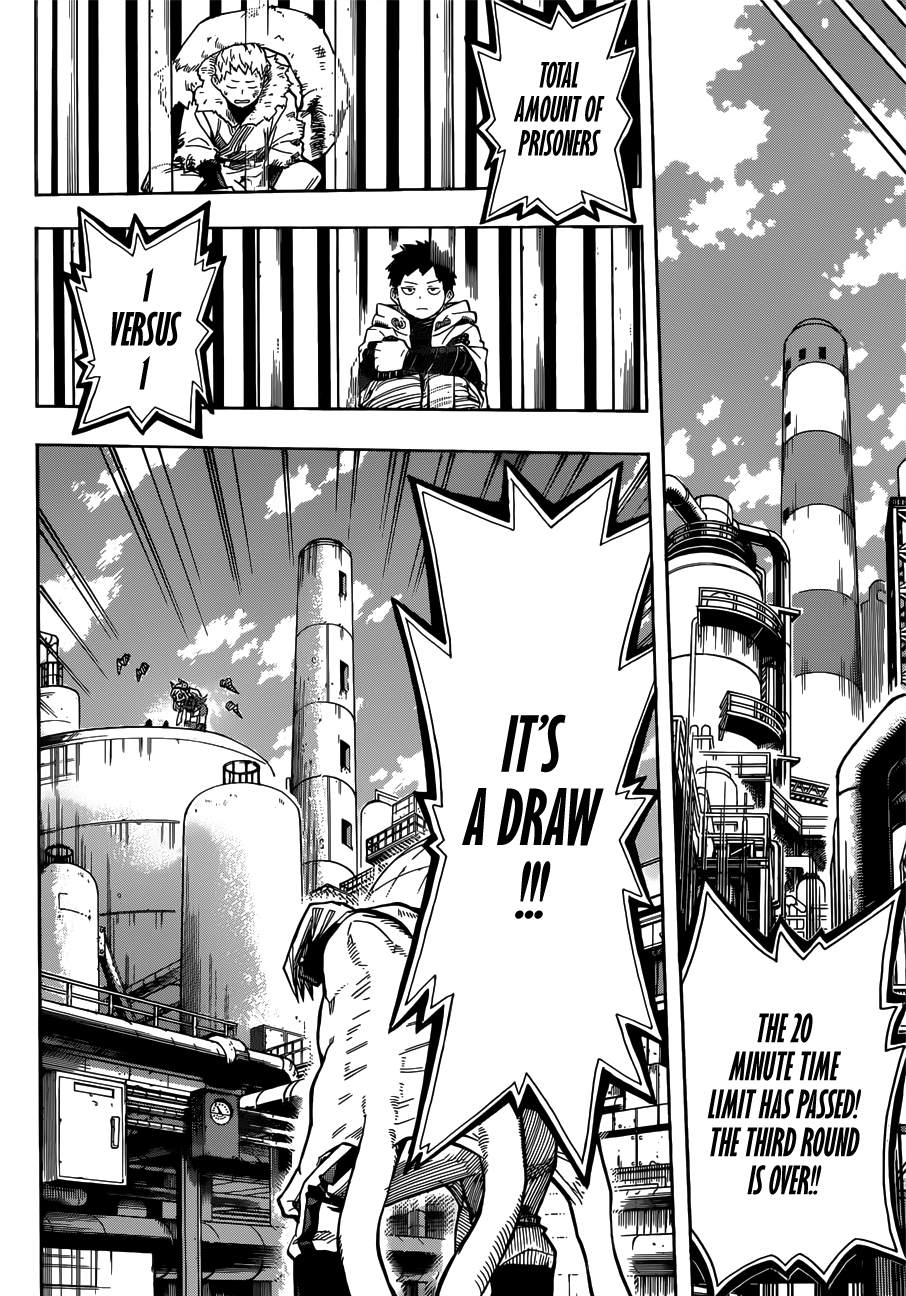 THE 20
MINUTE TIME
LIMIT HAS PASSED!
THE THIRD ROUND
IS OVER!!
TOTAL
AMOUNT OF
PRISONERS
1
VERSUS
1
IT'S
A DRAW
!!!